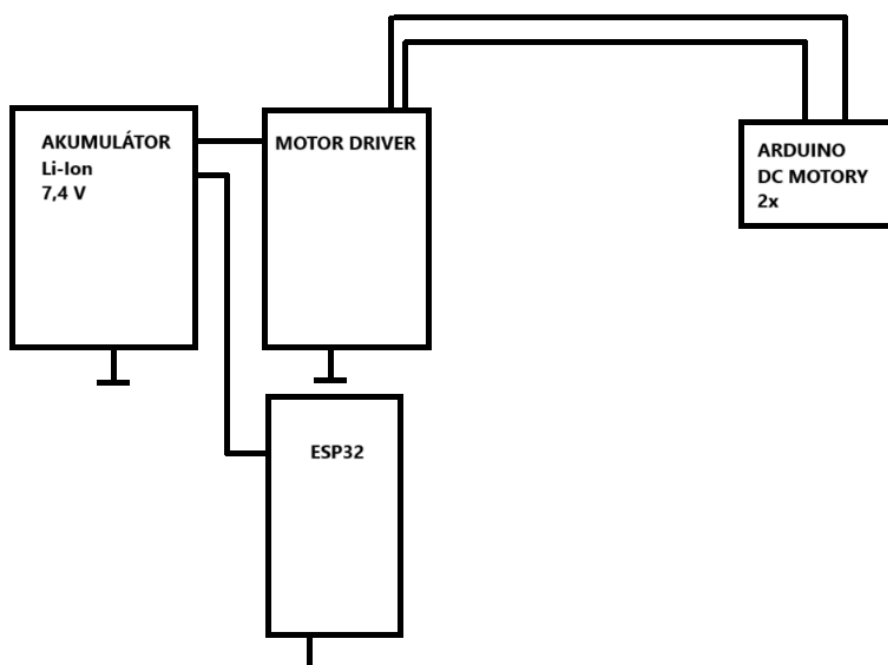 AKUMULÁTOR
Li-Ion
7,4 V
MOTOR DRIVER
ARDUINO
DC MOTORY
2x
ESP32